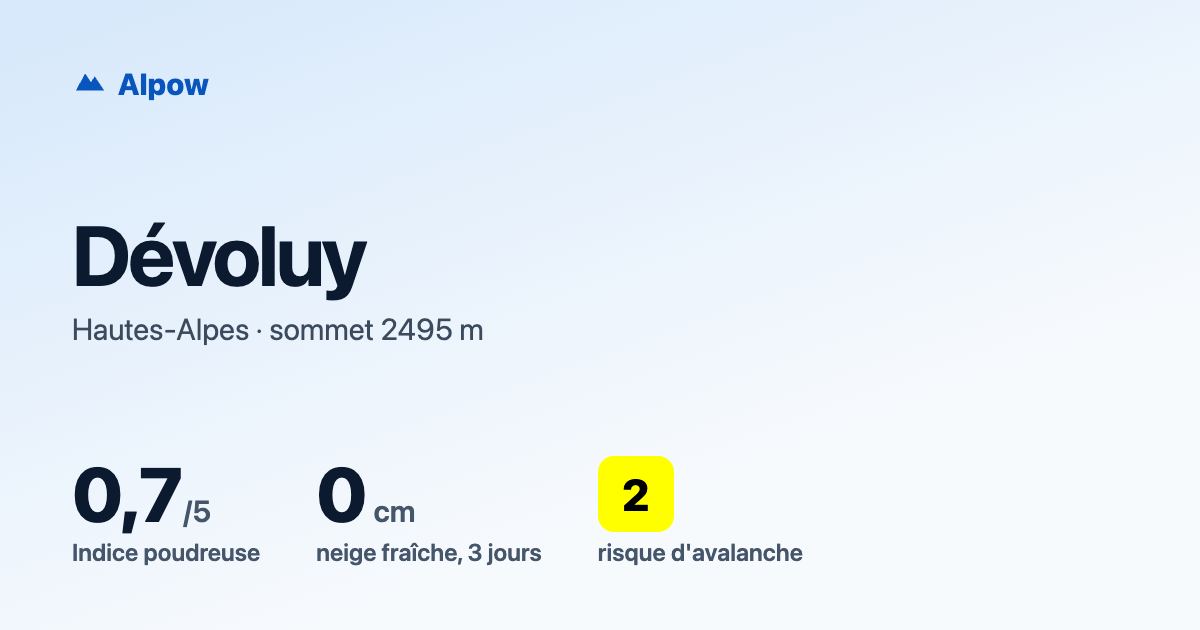 Alpow
Dévoluy
Hautes-Alpes · sommet 2495 m
0,7/5
Indice poudreuse
0 cm
neige fraîche, 3 jours
2
risque d'avalanche